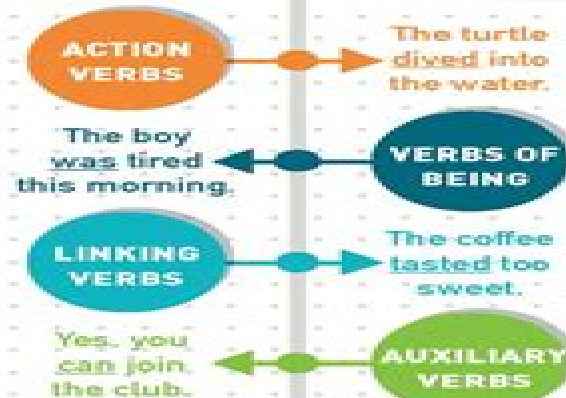 ACTION
VERBS
The turtle
dived into
the water.
The boy
was tired
this morning.
VERBS OF
BEING
LINKING
VERBS
The coffee
tasted too
sweet.
Yes, you
can join
the club.
AUXILIARY
VERBS